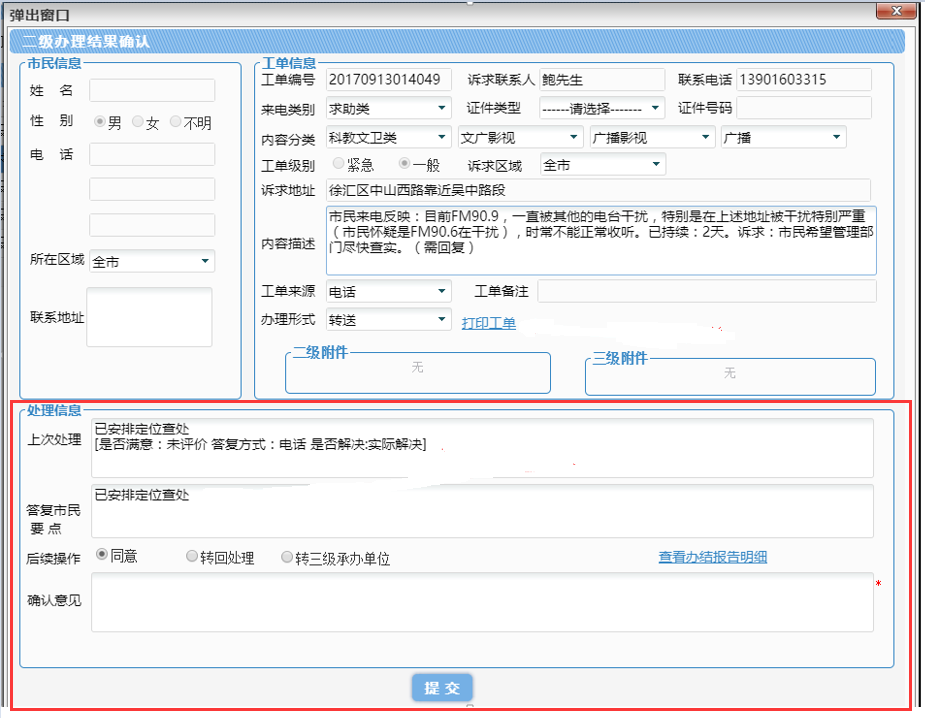 弹出窗口
二级办理结果确认
市民信息
姓 名
性 别 男 女 不明
电 话
所在区域 全市
联系地址
工单信息
工单编号 20170913014049 诉求联系人 鲍先生 联系电话 13901603315
来电类别 求助类 证件类型 ------请选择------- 证件号码
内容分类 科教文卫类 文广影视 广播影视 广播
工单级别 紧急 一般 诉求区域 全市
诉求地址 徐汇区中山西路靠近吴中路段
内容描述
市民来电反映：目前FM90.9，一直被其他的电台干扰，特别是在上述地址被干扰特别严重
（市民怀疑是FM90.6在干扰），时常不能正常收听。已持续：2天。诉求：市民希望管理部
门尽快查实。（需回复）
工单来源 电话 工单备注
办理形式 转送 打印工单
二级附件
无
三级附件
无
处理信息
上次处理
已安排定位查处
[是否满意：未评价 答复方式：电话 是否解决:实际解决]
答复市民
要 点
已安排定位查处
后续操作 同意 转回处理 转三级承办单位 查看办结报告明细
确认意见 *
提 交